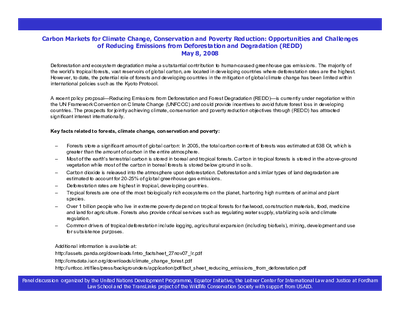 Carbon Markets for Climate Change, Conservation and Poverty Reduction: Opportunities and Challenges
of Reducing Emissions from Deforestation and Degradation (REDD)
May 8, 2008
Deforestation and ecosystem degradation make a substantial contribution to human-caused greenhouse gas emissions. The majority of
the world's tropical forests, vast reservoirs of global carbon, are located in developing countries where deforestation rates are the highest.
However, to date, the potential role of forests and developing countries in the mitigation of global climate change has been limited within
international policies such as the Kyoto Protocol.
A recent policy proposal—Reducing Emissions from Deforestation and Forest Degradation (REDD)—is currently under negotiation within
the UN Framework Convention on Climate Change (UNFCCC) and could provide incentives to avoid future forest loss in developing
countries. The prospects for jointly achieving climate, conservation and poverty reduction objectives through (REDD) has attracted
significant interest internationally.
Key facts related to forests, climate change, conservation and poverty:
– Forests store a significant amount of global carbon. In 2005, the total carbon content of forests was estimated at 638 Gt, which is
greater than the amount of carbon in the entire atmosphere.
– Most of the earth's terrestrial carbon is stored in boreal and tropical forests. Carbon in tropical forests is stored in the above-ground
vegetation while most of the carbon in boreal forests is stored below ground in soils.
– Carbon dioxide is released into the atmosphere upon deforestation. Deforestation and similar types of land degradation are
estimated to account for 20-25% of global greenhouse gas emissions.
– Deforestation rates are highest in tropical, developing countries.
– Tropical forests are one of the most biologically rich ecosystems on the planet, harboring high numbers of animal and plant
species.
– Over 1 billion people who live in extreme poverty depend on tropical forests for fuelwood, construction materials, food, medicine
and land for agriculture. Forests also provide critical services such as regulating water supply, stabilizing soils and climate
regulation.
– Common drivers of tropical deforestation include logging, agricultural expansion (including biofuels), mining, development and use
for subsistence purposes.
Additional information is available at:
http://assets.panda.org/downloads/intro_factsheet_27nov07_lr.pdf
http://cmsdata.iucn.org/downloads/climate_change_forest.pdf
http://unfccc.int/files/press/backgrounders/application/pdf/fact_sheet_reducing_emissions_from_deforestation.pdf
Panel discussion organized by the United Nations Development Programme, Equator Initiative, the Leitner Center for International Law and Justice at Fordham
Law School and the TransLinks project of the Wildlife Conservation Society with support from USAID.